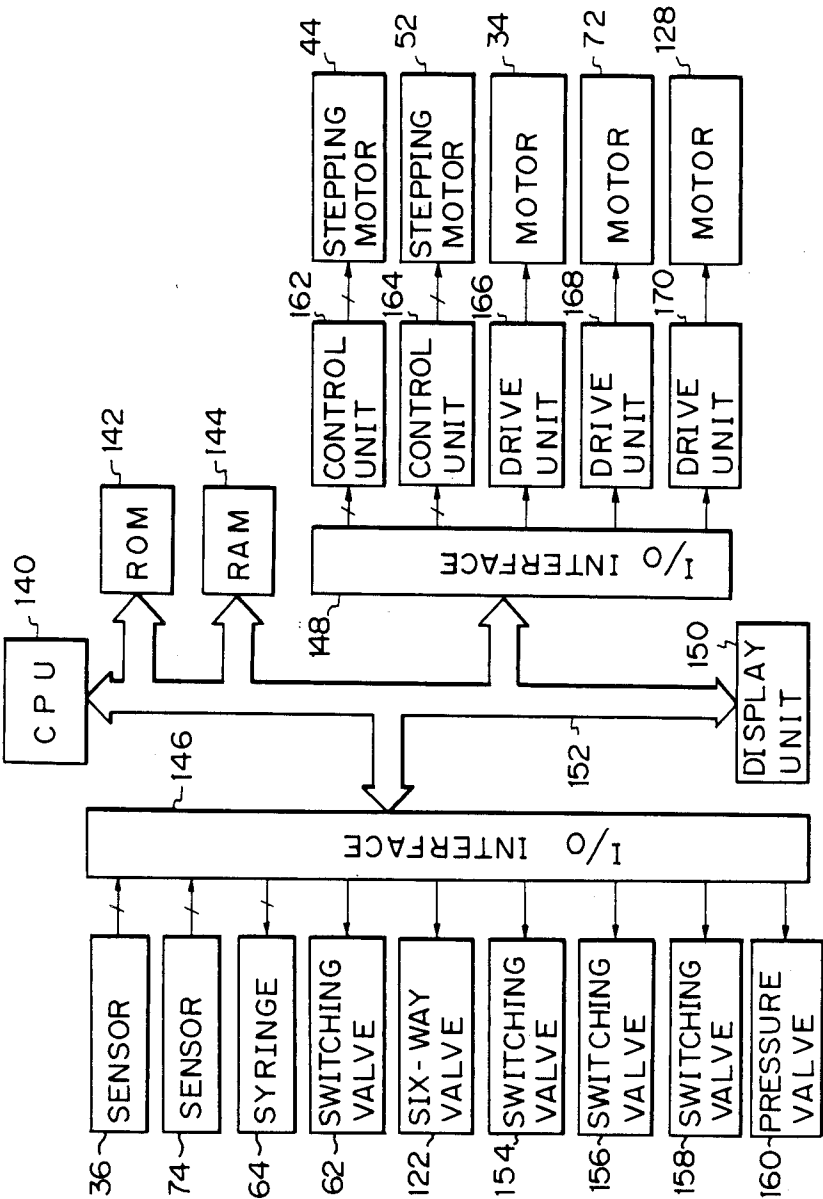 140
CPU
142
ROM
144
RAM
146
I/O INTERFACE
148
I/O INTERFACE
150
DISPLAY
UNIT
152
36
SENSOR
74
SENSOR
64
SYRINGE
62
SWITCHING
VALVE
122
SIX-WAY
VALVE
154
SWITCHING
VALVE
156
SWITCHING
VALVE
158
SWITCHING
VALVE
160
PRESSURE
VALVE
162
CONTROL
UNIT
44
STEPPING
MOTOR
164
CONTROL
UNIT
52
STEPPING
MOTOR
166
DRIVE
UNIT
34
MOTOR
168
DRIVE
UNIT
72
MOTOR
170
DRIVE
UNIT
128
MOTOR